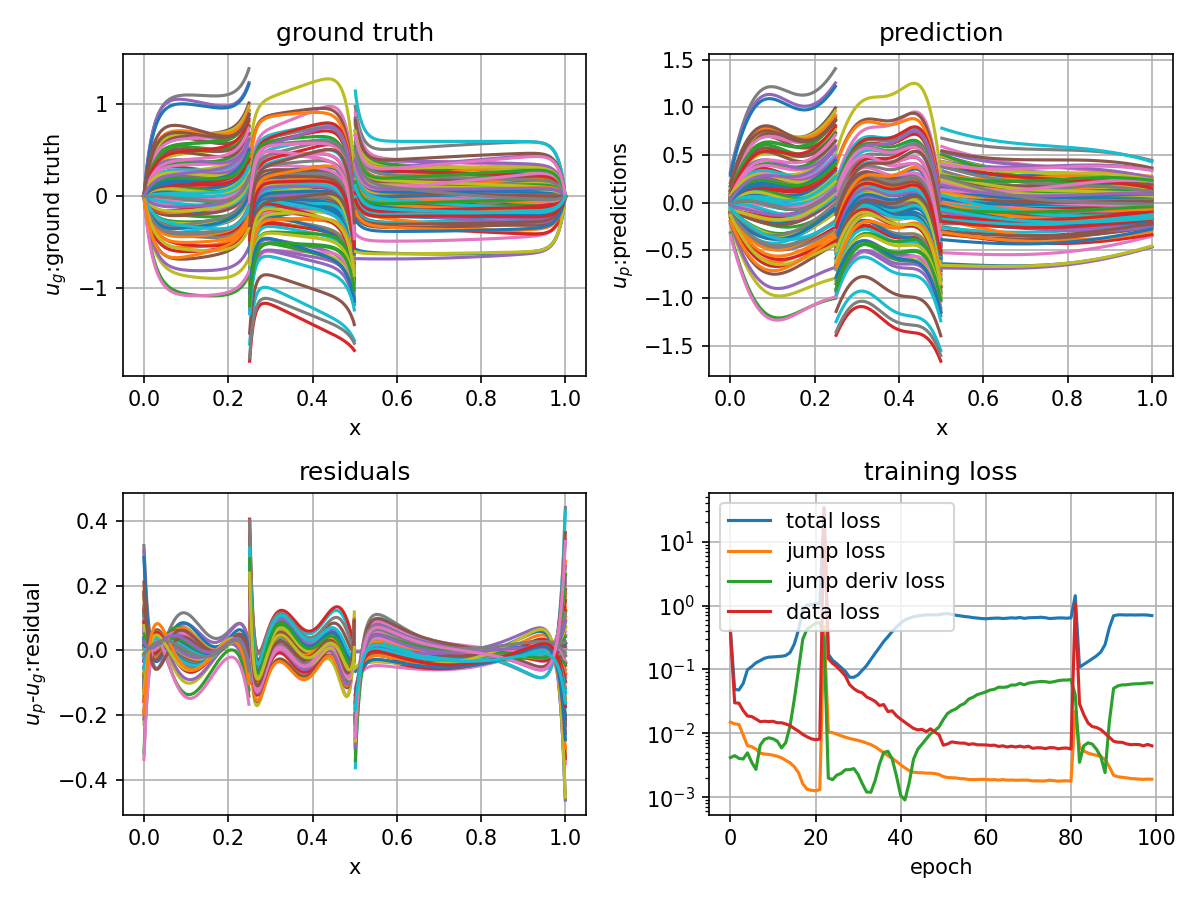 ground truth
u_g:ground truth
1
0
−1
0.0 0.2 0.4 0.6 0.8 1.0
x
prediction
u_p:predictions
1.5
1.0
0.5
0.0
−0.5
−1.0
−1.5
0.0 0.2 0.4 0.6 0.8 1.0
x
residuals
u_p-u_g:residual
0.4
0.2
0.0
−0.2
−0.4
0.0 0.2 0.4 0.6 0.8 1.0
x
training loss
total loss
jump loss
jump deriv loss
data loss
10^1
10^0
10^−1
10^−2
10^−3
0 20 40 60 80 100
epoch